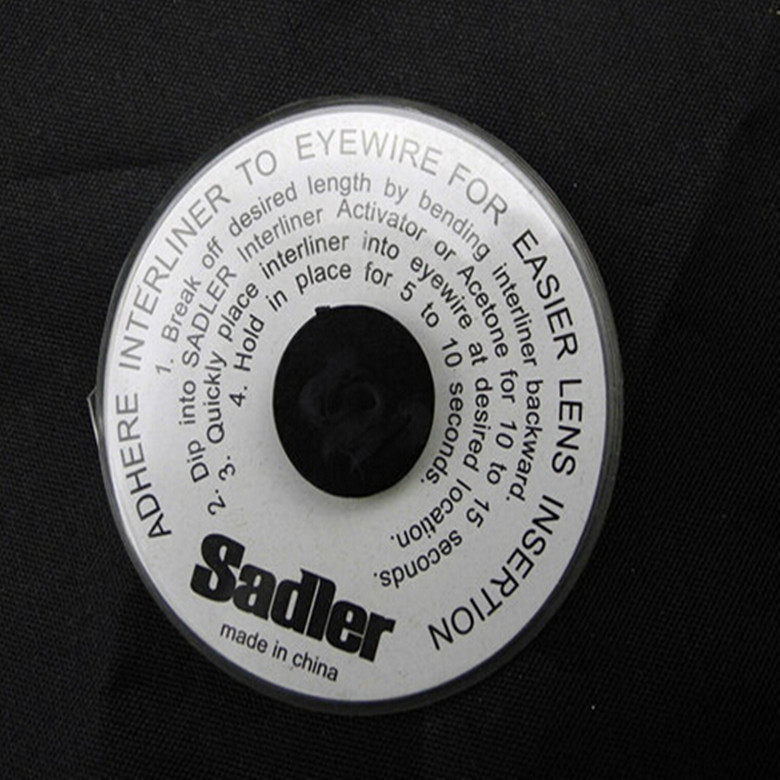 ADHERE INTERLINER TO EYEWIRE FOR EASIER LENS INSERTION
1. Break off desired length by bending interliner backward.
2. Dip into SADLER Interliner Activator or Acetone for 10 to 15 seconds.
3. Quickly place interliner into eyewire at desired location.
4. Hold in place for 5 to 10 seconds.
Sadler
made in china